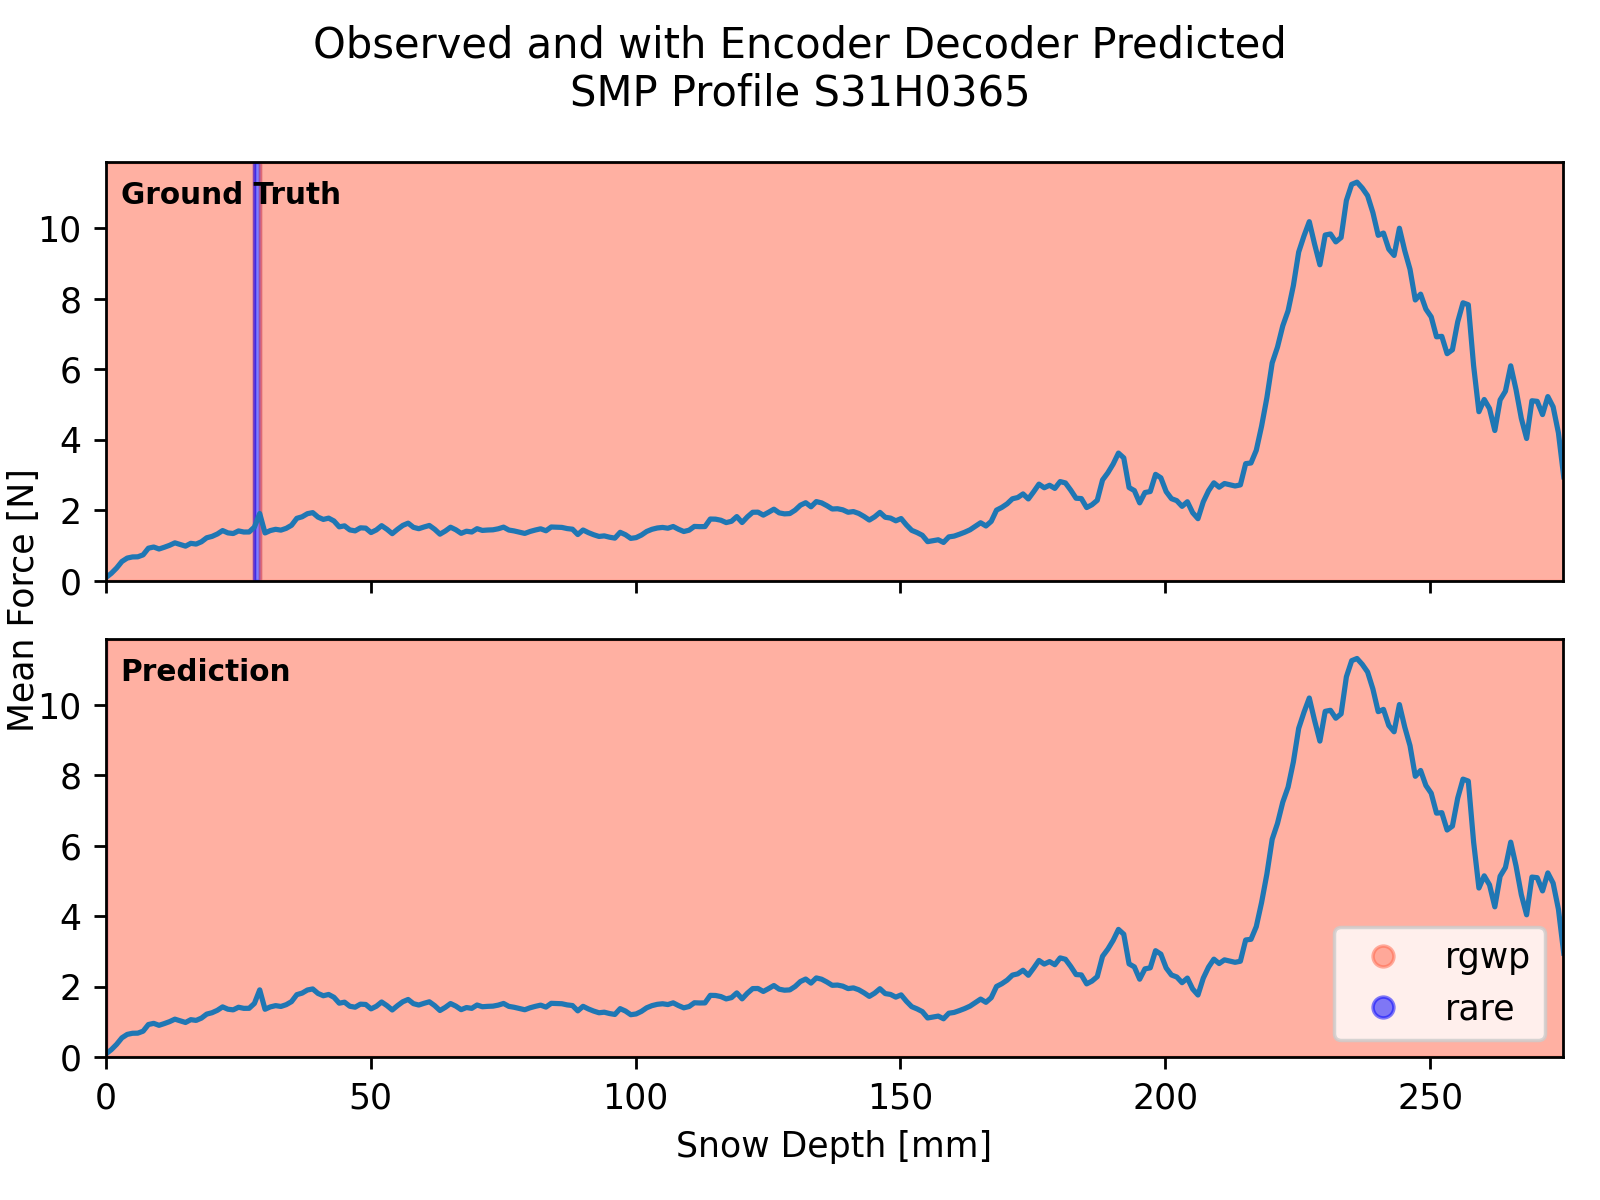 Observed and with Encoder Decoder Predicted
SMP Profile S31H0365
Ground Truth
10
8
6
4
2
0
Mean Force [N]
Prediction
10
8
6
4
2
0
rgwp
rare
0 50 100 150 200 250
Snow Depth [mm]